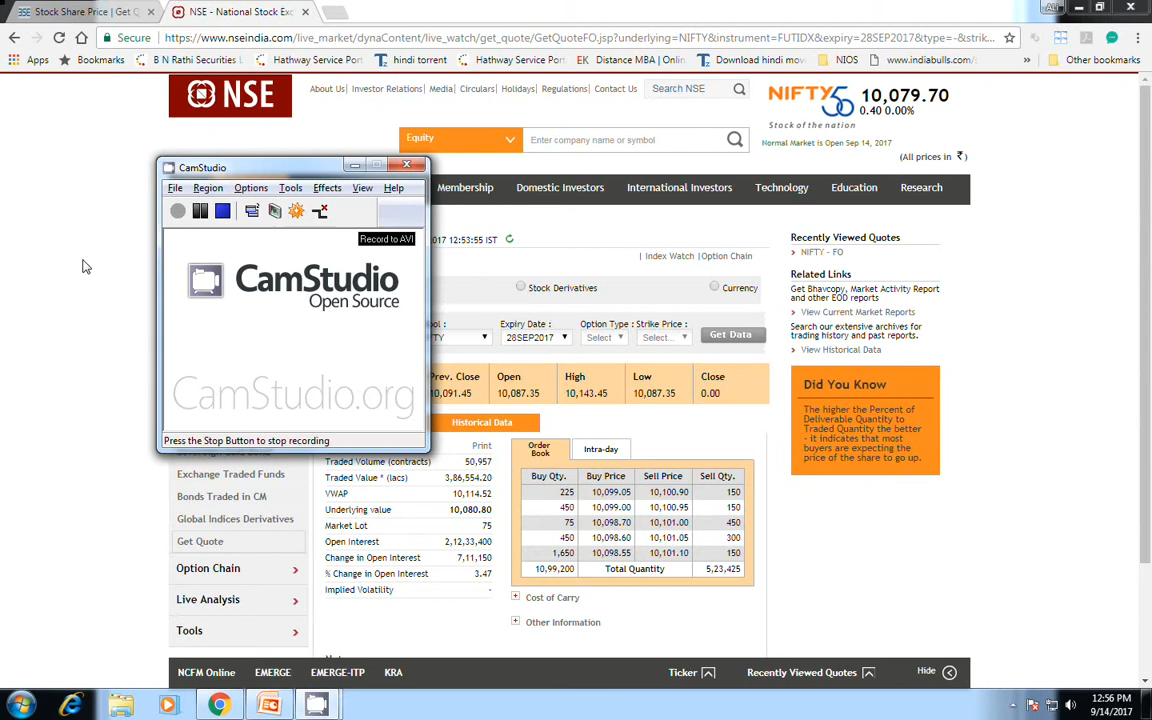 Stock Share Price | Get Q
NSE - National Stock Exc
Secure
https://www.nseindia.com/live_market/dynaContent/live_watch/get_quote/GetQuoteFO.jsp?underlying=NIFTY&instrument=FUTIDX&expiry=28SEP2017&type=-&strik...
Apps
Bookmarks
B N Rathi Securities L
Hathway Service Port
hindi torrent
Hathway Service Port
EK Distance MBA | Onlin
Download hindi mov
NIOS
www.indiabulls.com/s
»
Other bookmarks
NSE
About Us|
Investor Relations|
Media|
Circulars|
Holidays|
Regulations|
Contact Us
Search NSE
NIFTY50
Stock of the nation
10,079.70
0.40 0.00%
Normal Market is Open Sep 14, 2017
(All prices in ₹)
Equity
Enter company name or symbol
Membership
Domestic Investors
International Investors
Technology
Education
Research
CamStudio
File
Region
Options
Tools
Effects
View
Help
Record to AVI
CamStudio
Open Source
CamStudio.org
Press the Stop Button to stop recording
2017 12:53:55 IST
| Index Watch | Option Chain
Stock Derivatives
Currency
Expiry Date :
Option Type :
Strike Price :
28SEP2017
Select
Select...
Get Data
Prev. Close
Open
High
Low
Close
10,091.45
10,087.35
10,143.45
10,087.35
0.00
Historical Data
Print
Traded Volume (contracts) 50,957
Traded Value * (lacs) 3,86,554.20
VWAP 10,114.52
Underlying value 10,080.80
Market Lot 75
Open Interest 2,12,33,400
Change in Open Interest 7,11,150
% Change in Open Interest 3.47
Implied Volatility -
Order Book
Intra-day
Buy Qty. Buy Price Sell Price Sell Qty.
225 10,099.05 10,100.90 150
450 10,099.00 10,100.95 150
75 10,098.70 10,101.00 450
450 10,098.60 10,101.05 300
1,650 10,098.55 10,101.10 150
10,99,200 Total Quantity 5,23,425
Cost of Carry
Other Information
Recently Viewed Quotes
NIFTY - FO
Related Links
Get Bhavcopy, Market Activity Report
and other EOD reports
View Current Market Reports
Search our extensive archives for
trading history and past reports.
View Historical Data
Did You Know
The higher the Percent of
Deliverable Quantity to
Traded Quantity the better
- it indicates that most
buyers are expecting the
price of the share to go up.
Exchange Traded Funds
Bonds Traded in CM
Global Indices Derivatives
Get Quote
Option Chain
Live Analysis
Tools
NCFM Online
EMERGE
EMERGE-ITP
KRA
Ticker
Recently Viewed Quotes
Hide
12:56 PM
9/14/2017